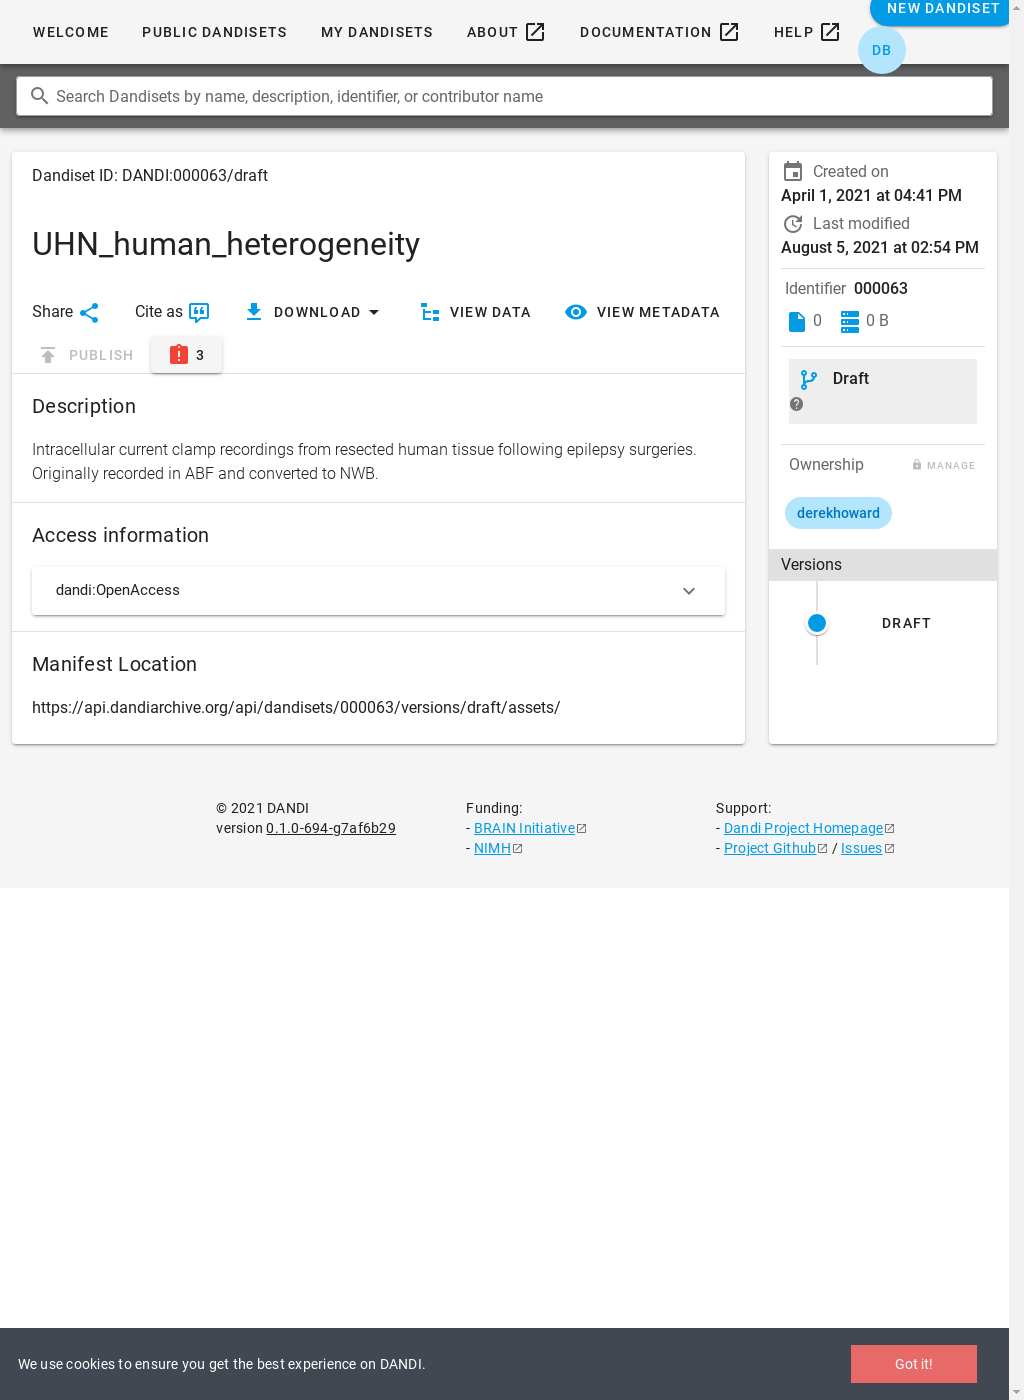 WELCOME PUBLIC DANDISETS MY DANDISETS ABOUT DOCUMENTATION HELP NEW DANDISET
DB
Search Dandisets by name, description, identifier, or contributor name
Dandiset ID: DANDI:000063/draft
UHN_human_heterogeneity
Share Cite as DOWNLOAD VIEW DATA VIEW METADATA
PUBLISH 3
Description
Intracellular current clamp recordings from resected human tissue following epilepsy surgeries.
Originally recorded in ABF and converted to NWB.
Access information
dandi:OpenAccess
Manifest Location
https://api.dandiarchive.org/api/dandisets/000063/versions/draft/assets/
Created on
April 1, 2021 at 04:41 PM
Last modified
August 5, 2021 at 02:54 PM
Identifier 000063
0 0 B
Draft
Ownership MANAGE
derekhoward
Versions
DRAFT
© 2021 DANDI
version 0.1.0-694-g7af6b29
Funding:
- BRAIN Initiative
- NIMH
Support:
- Dandi Project Homepage
- Project Github / Issues
We use cookies to ensure you get the best experience on DANDI.
Got it!